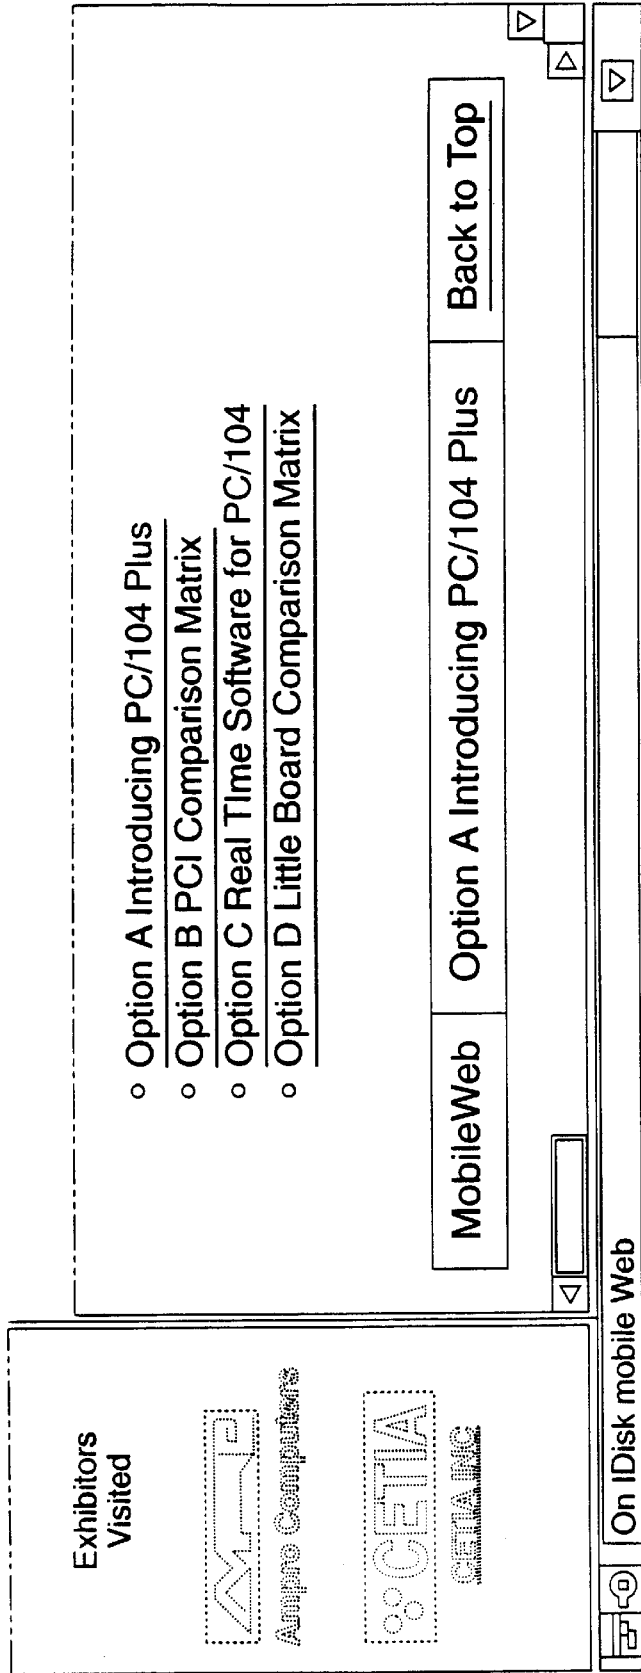 Exhibitors
Visited
Ampro Computers
CETIA
CETIA INC
Option A Introducing PC/104 Plus
Option B PCI Comparison Matrix
Option C Real TIme Software for PC/104
Option D Little Board Comparison Matrix
MobileWeb
Option A Introducing PC/104 Plus
Back to Top
On IDisk mobile Web